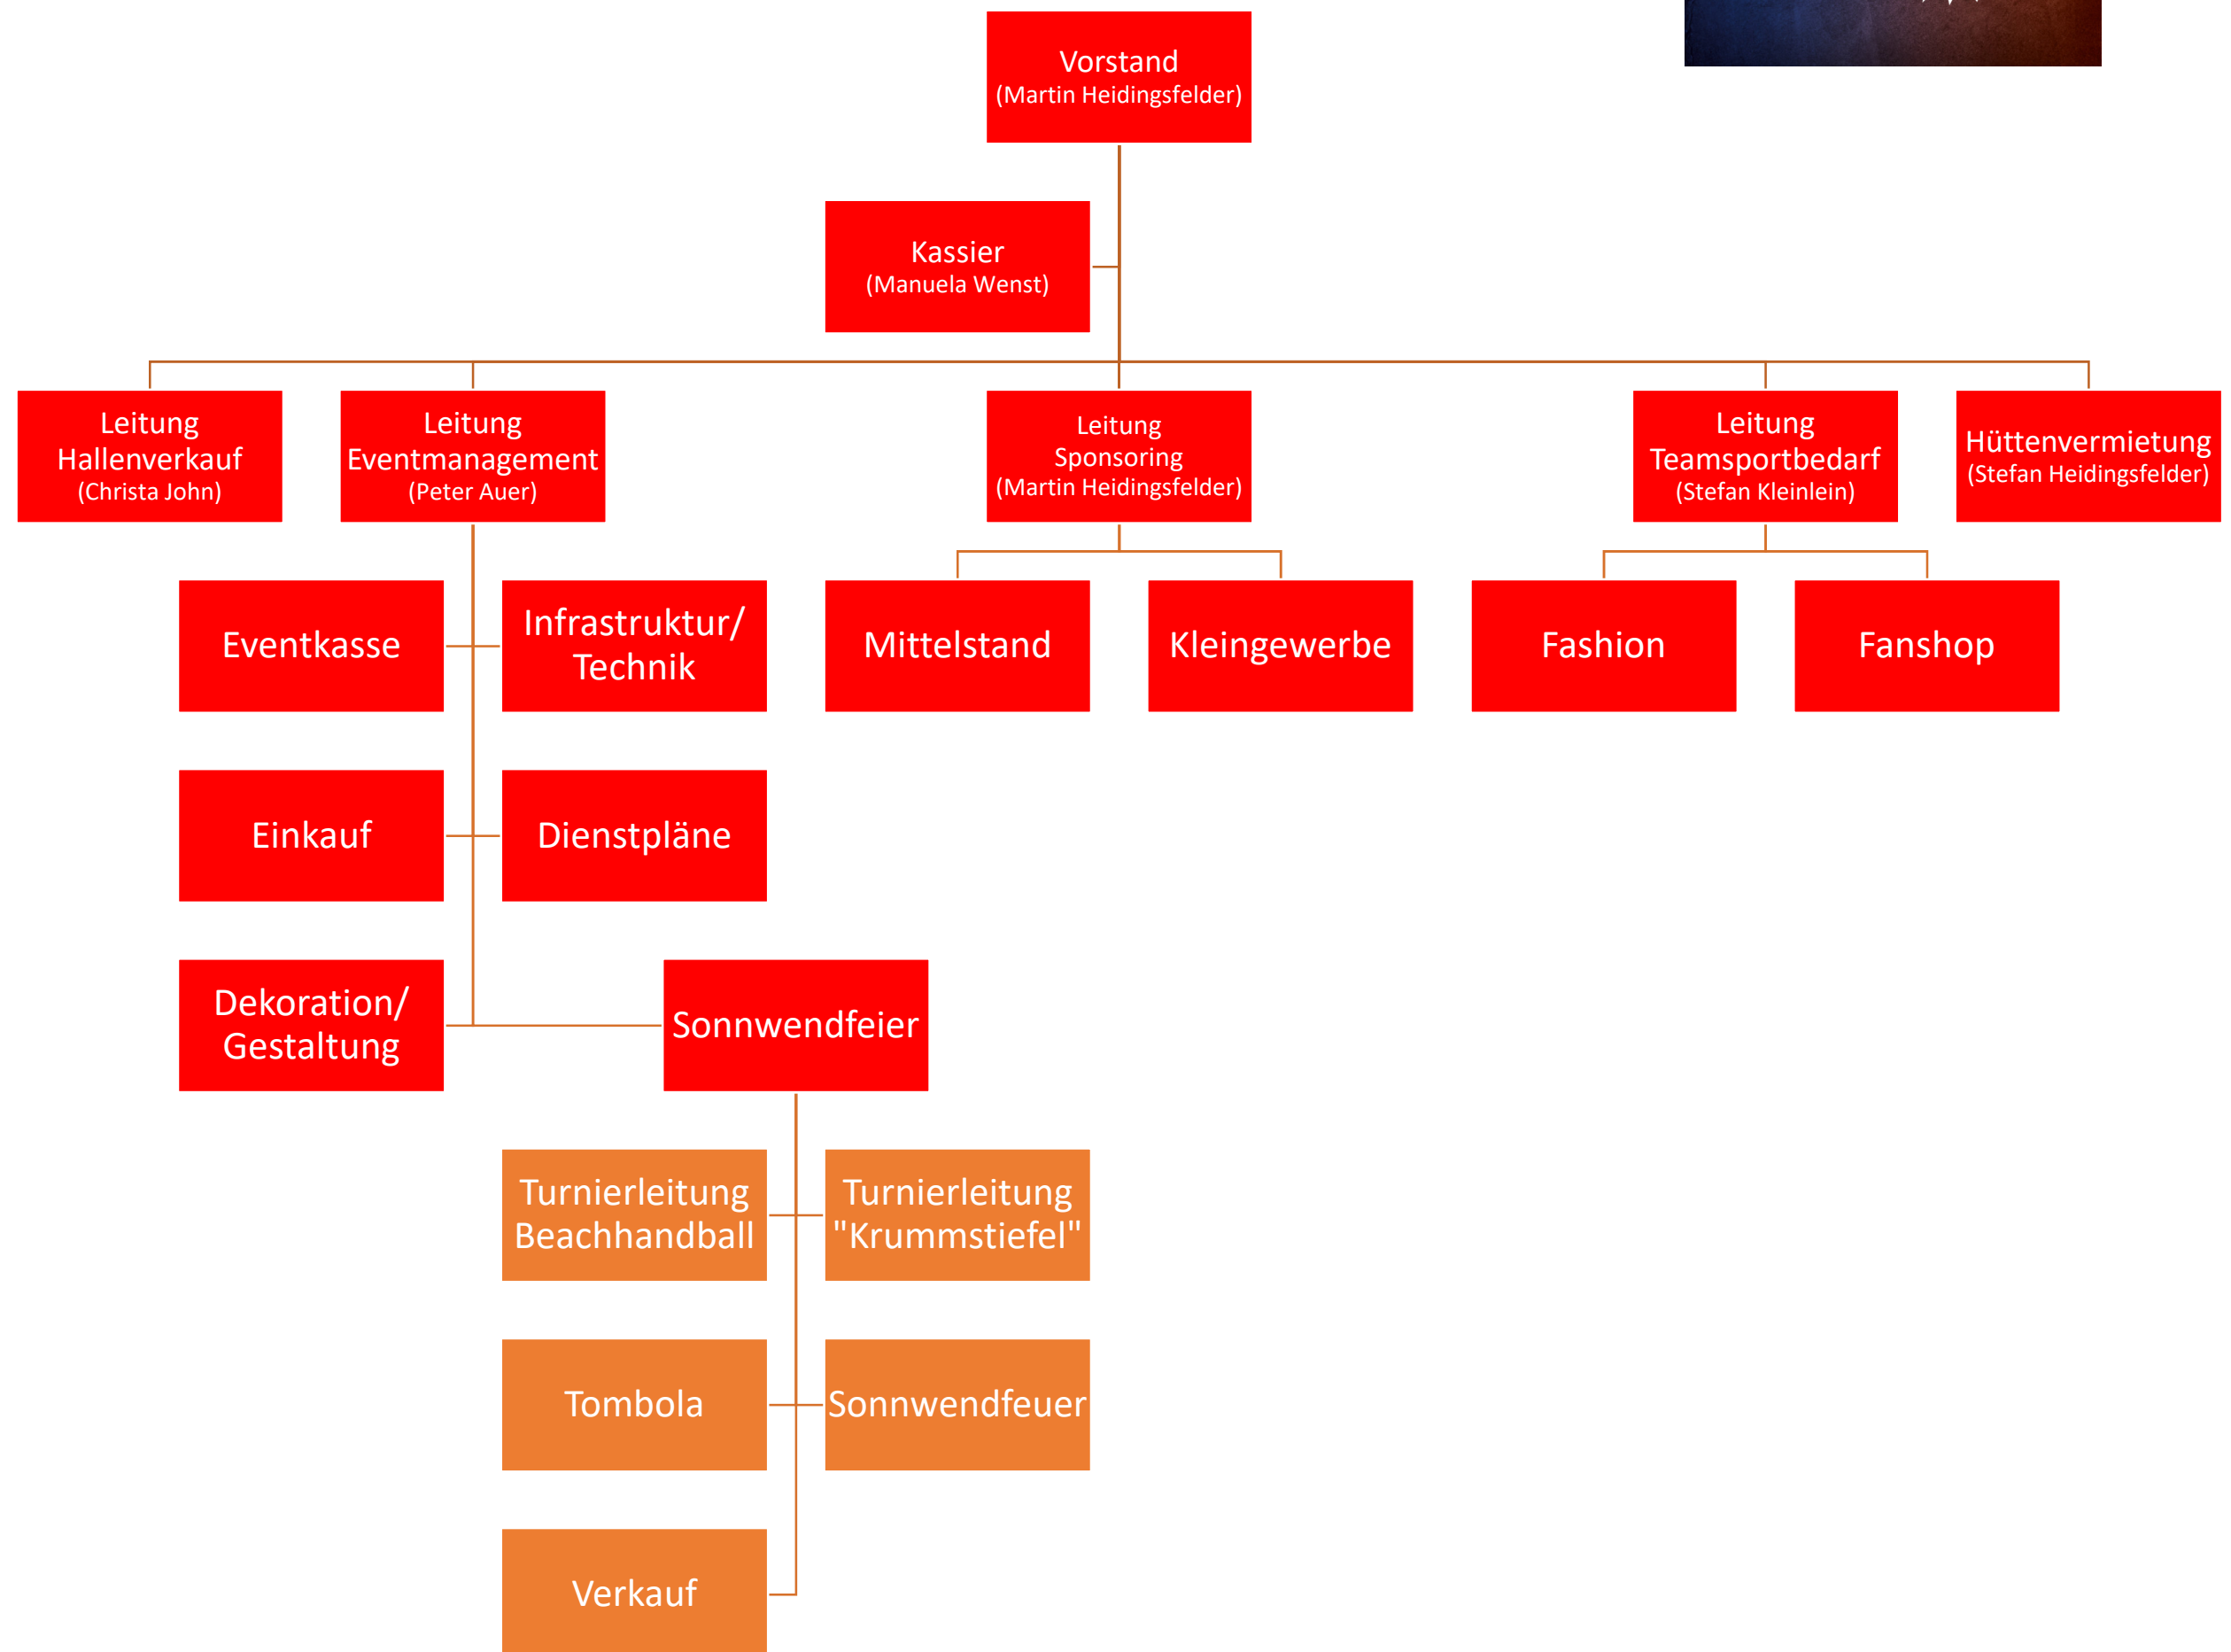 Vorstand
(Martin Heidingsfelder)
Kassier
(Manuela Wenst)
Leitung
Hallenverkauf
(Christa John)
Leitung
Eventmanagement
(Peter Auer)
Leitung
Sponsoring
(Martin Heidingsfelder)
Leitung
Teamsportbedarf
(Stefan Kleinlein)
Hüttenvermietung
(Stefan Heidingsfelder)
Eventkasse
Infrastruktur/
Technik
Mittelstand
Kleingewerbe
Fashion
Fanshop
Einkauf
Dienstpläne
Dekoration/
Gestaltung
Sonnwendfeier
Turnierleitung
Beachhandball
Turnierleitung
"Krummstiefel"
Tombola
Sonnwendfeuer
Verkauf